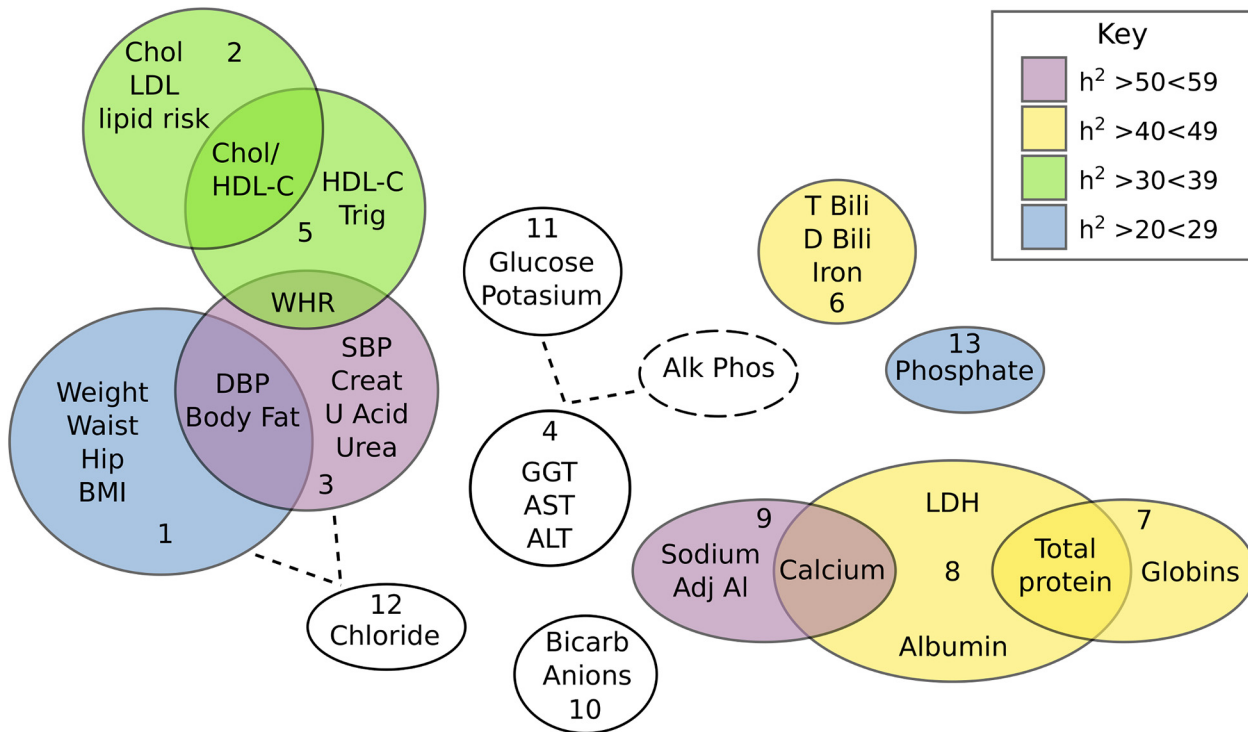 Chol
LDL
lipid risk
2
Chol/
HDL-C
HDL-C
Trig
5
WHR
Weight
Waist
Hip
BMI
1
DBP
Body Fat
SBP
Creat
U Acid
Urea
3
12
Chloride
11
Glucose
Potasium
Alk Phos
4
GGT
AST
ALT
Bicarb
Anions
10
T Bili
D Bili
Iron
6
13
Phosphate
9
Sodium
Adj Al
Calcium
LDH
8
Albumin
Total
protein
7
Globins
Key
h² >50<59
h² >40<49
h² >30<39
h² >20<29